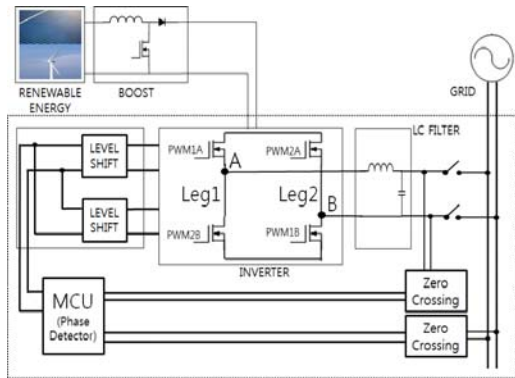 RENEWABLE
ENERGY
BOOST
GRID
LC FILTER
LEVEL
SHIFT
PWM1A
A
PWM2A
Leg1
Leg2
B
LEVEL
SHIFT
PWM2B
PWM1B
INVERTER
MCU
(Phase
Detector)
Zero
Crossing
Zero
Crossing